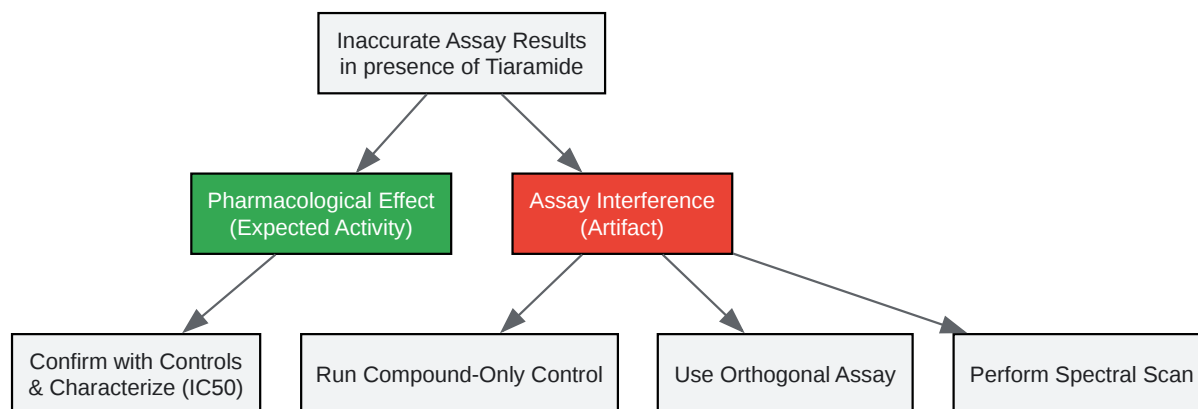 Inaccurate Assay Results
in presence of Tiaramide
Pharmacological Effect
(Expected Activity)
Assay Interference
(Artifact)
Confirm with Controls
& Characterize (IC50)
Run Compound-Only Control
Use Orthogonal Assay
Perform Spectral Scan